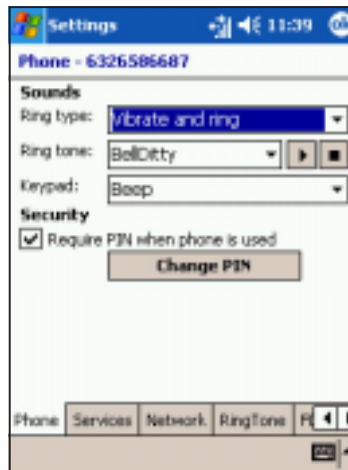 Settings 11:39 ok
Phone - 6326586687
Sounds
Ring type: Vibrate and ring
Ring tone: BellDitty
Keypad: Beep
Security
Require PIN when phone is used
Change PIN
Phone Services Network RingTone